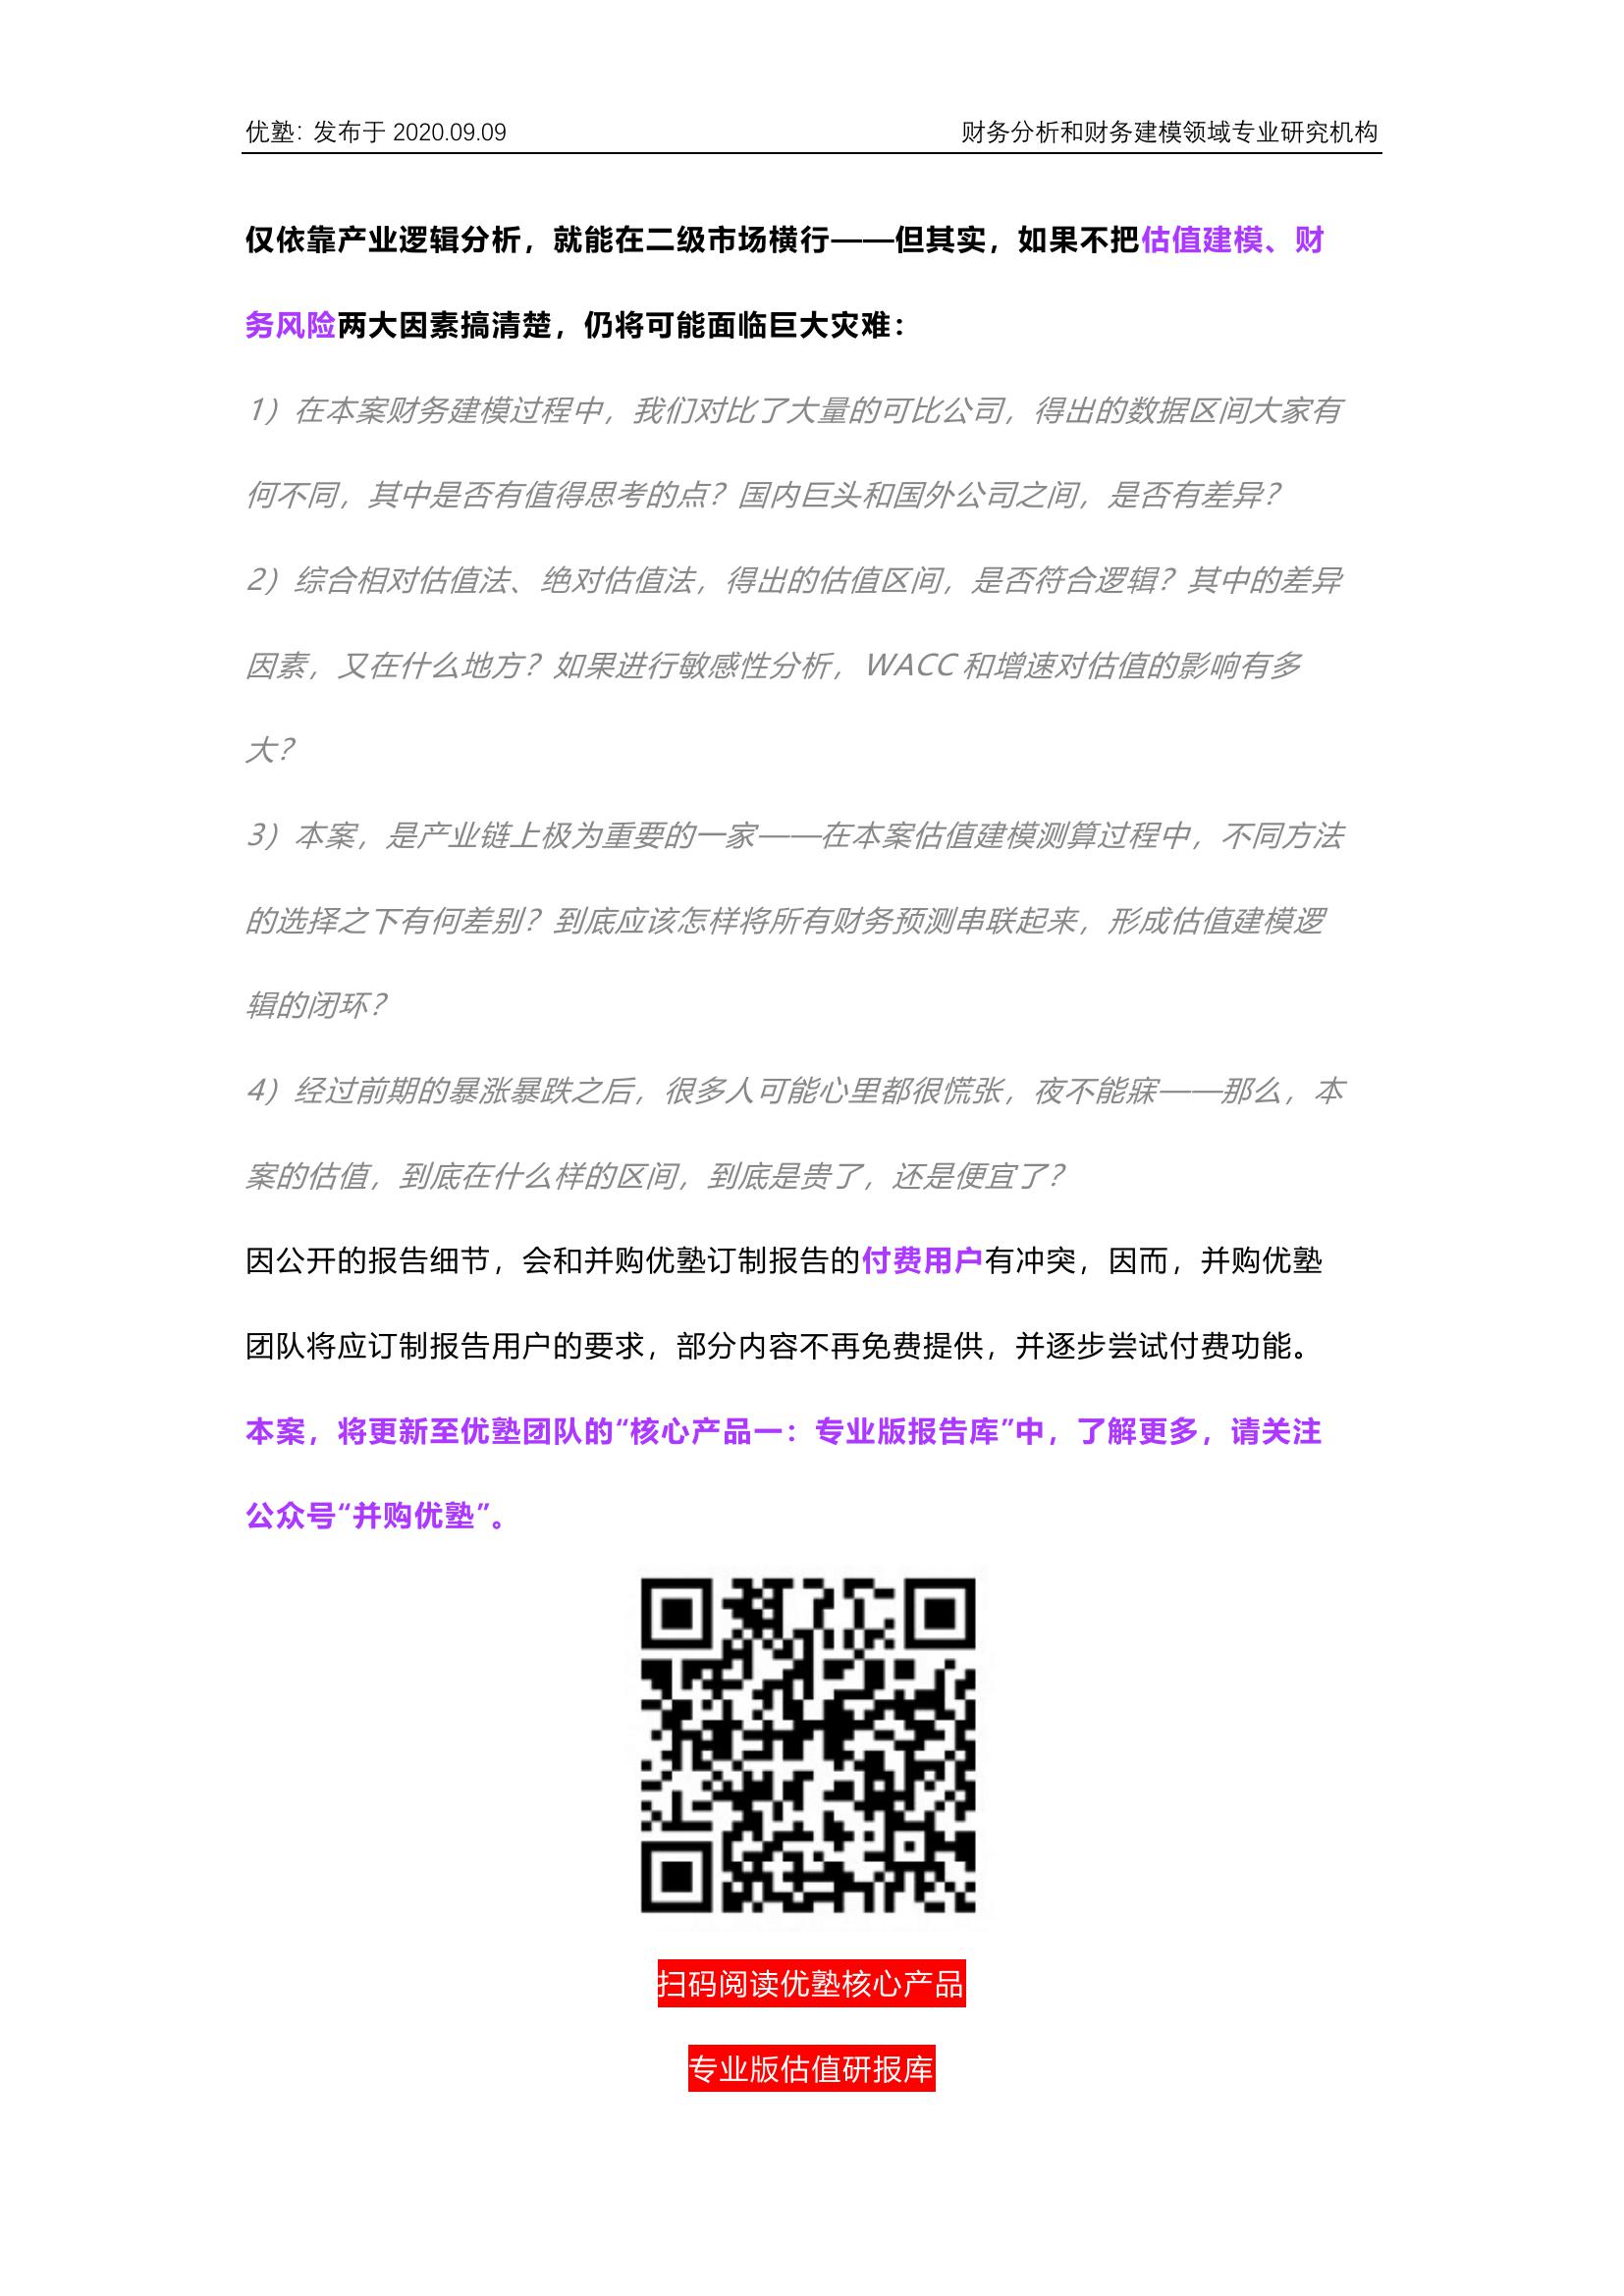 优塾：发布于 2020.09.09
财务分析和财务建模领域专业研究机构
仅依靠产业逻辑分析，就能在二级市场横行——但其实，如果不把估值建模、财
务风险两大因素搞清楚，仍将可能面临巨大灾难：
1）在本案财务建模过程中，我们对比了大量的可比公司，得出的数据区间大家有
何不同，其中是否有值得思考的点？国内巨头和国外公司之间，是否有差异？
2）综合相对估值法、绝对估值法，得出的估值区间，是否符合逻辑？其中的差异
因素，又在什么地方？如果进行敏感性分析，WACC 和增速对估值的影响有多
大？
3）本案，是产业链上极为重要的一家——在本案估值建模测算过程中，不同方法
的选择之下有何差别？到底应该怎样将所有财务预测串联起来，形成估值建模逻
辑的闭环？
4）经过前期的暴涨暴跌之后，很多人可能心里都很慌张，夜不能寐——那么，本
案的估值，到底在什么样的区间，到底是贵了，还是便宜了？
因公开的报告细节，会和并购优塾订制报告的付费用户有冲突，因而，并购优塾
团队将应订制报告用户的要求，部分内容不再免费提供，并逐步尝试付费功能。
本案，将更新至优塾团队的“核心产品一：专业版报告库”中，了解更多，请关注
公众号“并购优塾”。
扫码阅读优塾核心产品
专业版估值研报库